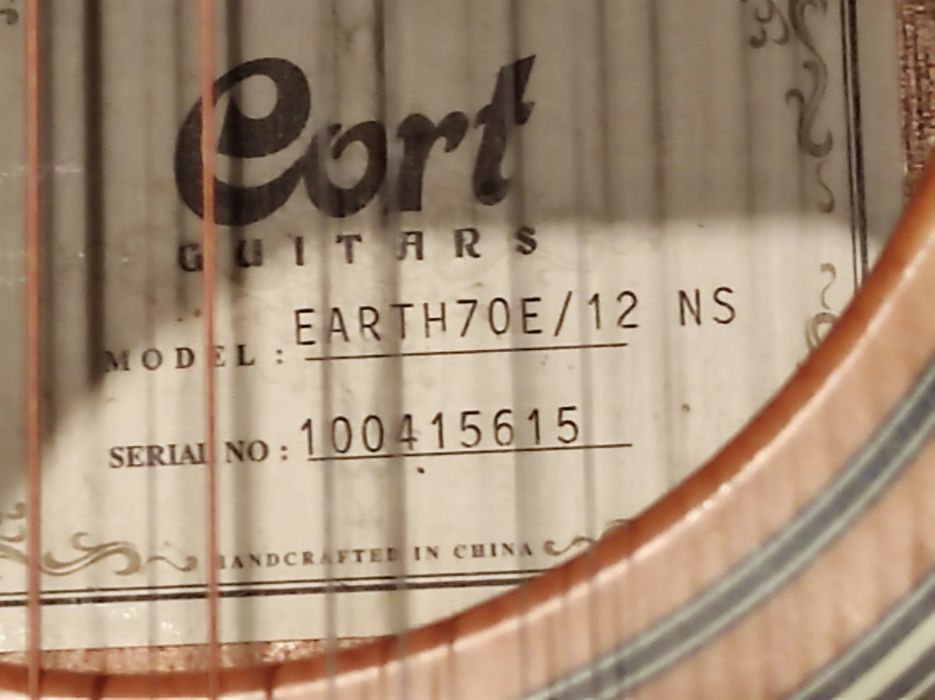 Cort
GUITARS
MODEL : EARTH70E/12 NS
SERIAL NO : 100415615
HANDCRAFTED IN CHINA